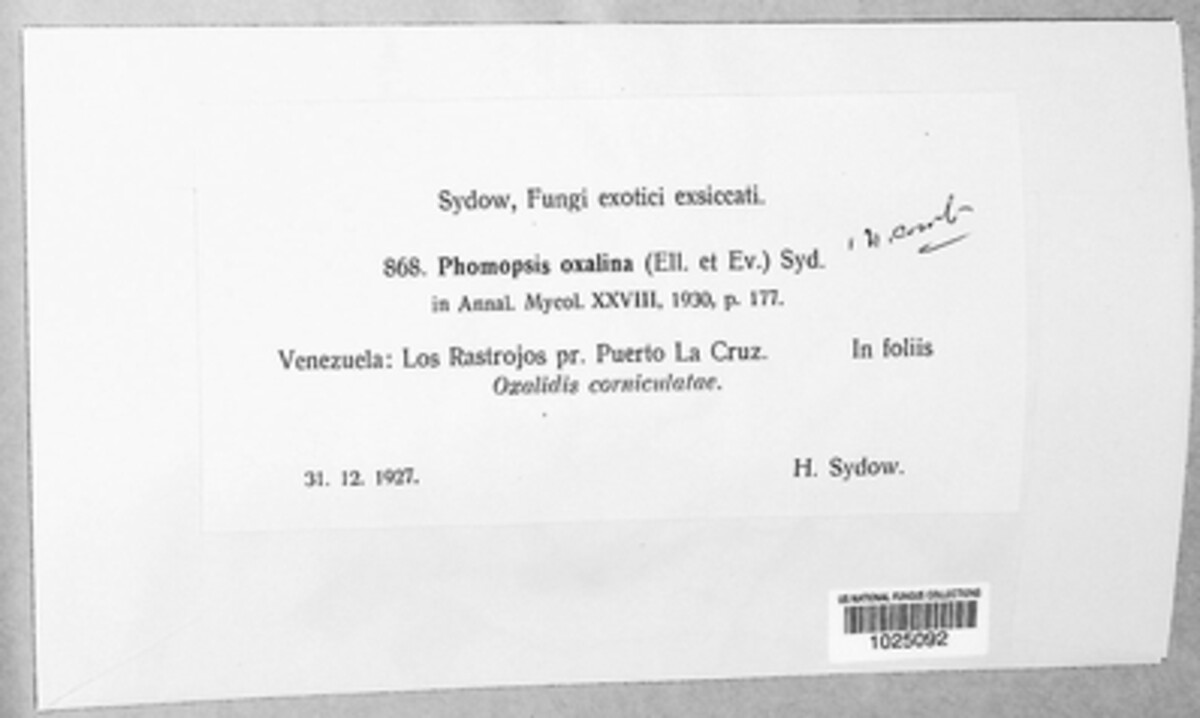 Sydow, Fungi exotici exsiccati.
n. comb
868. Phomopsis oxalina (Ell. et Ev.) Syd.
in Annal. Mycol. XXVIII, 1930, p. 177.
Venezuela: Los Rastrojos pr. Puerto La Cruz. In foliis
Oxalidis corniculatae.
31. 12. 1927. H. Sydow.
US NATIONAL FUNGUS COLLECTIONS
1025092